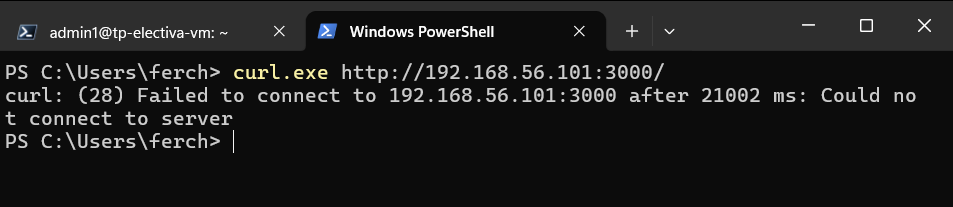 admin1@tp-electiva-vm: ~
Windows PowerShell
PS C:\Users\ferch> curl.exe http://192.168.56.101:3000/
curl: (28) Failed to connect to 192.168.56.101:3000 after 21002 ms: Could no
t connect to server
PS C:\Users\ferch>